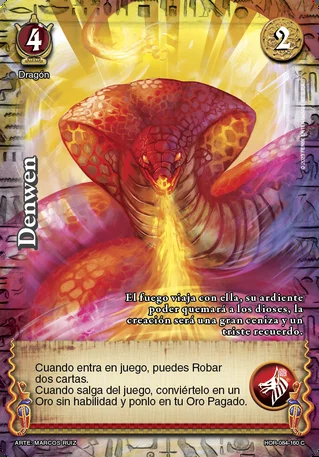 4
2
Dragón
Denwen
El fuego viaja con ella, su ardiente
poder quemará a los dioses, la
creación será una gran ceniza y un
triste recuerdo.
Cuando entra en juego, puedes Robar
dos cartas.
Cuando salga del juego, conviértelo en un
Oro sin habilidad y ponlo en tu Oro Pagado.
ARTE: MARCOS RUIZ
HOR-084-160 C